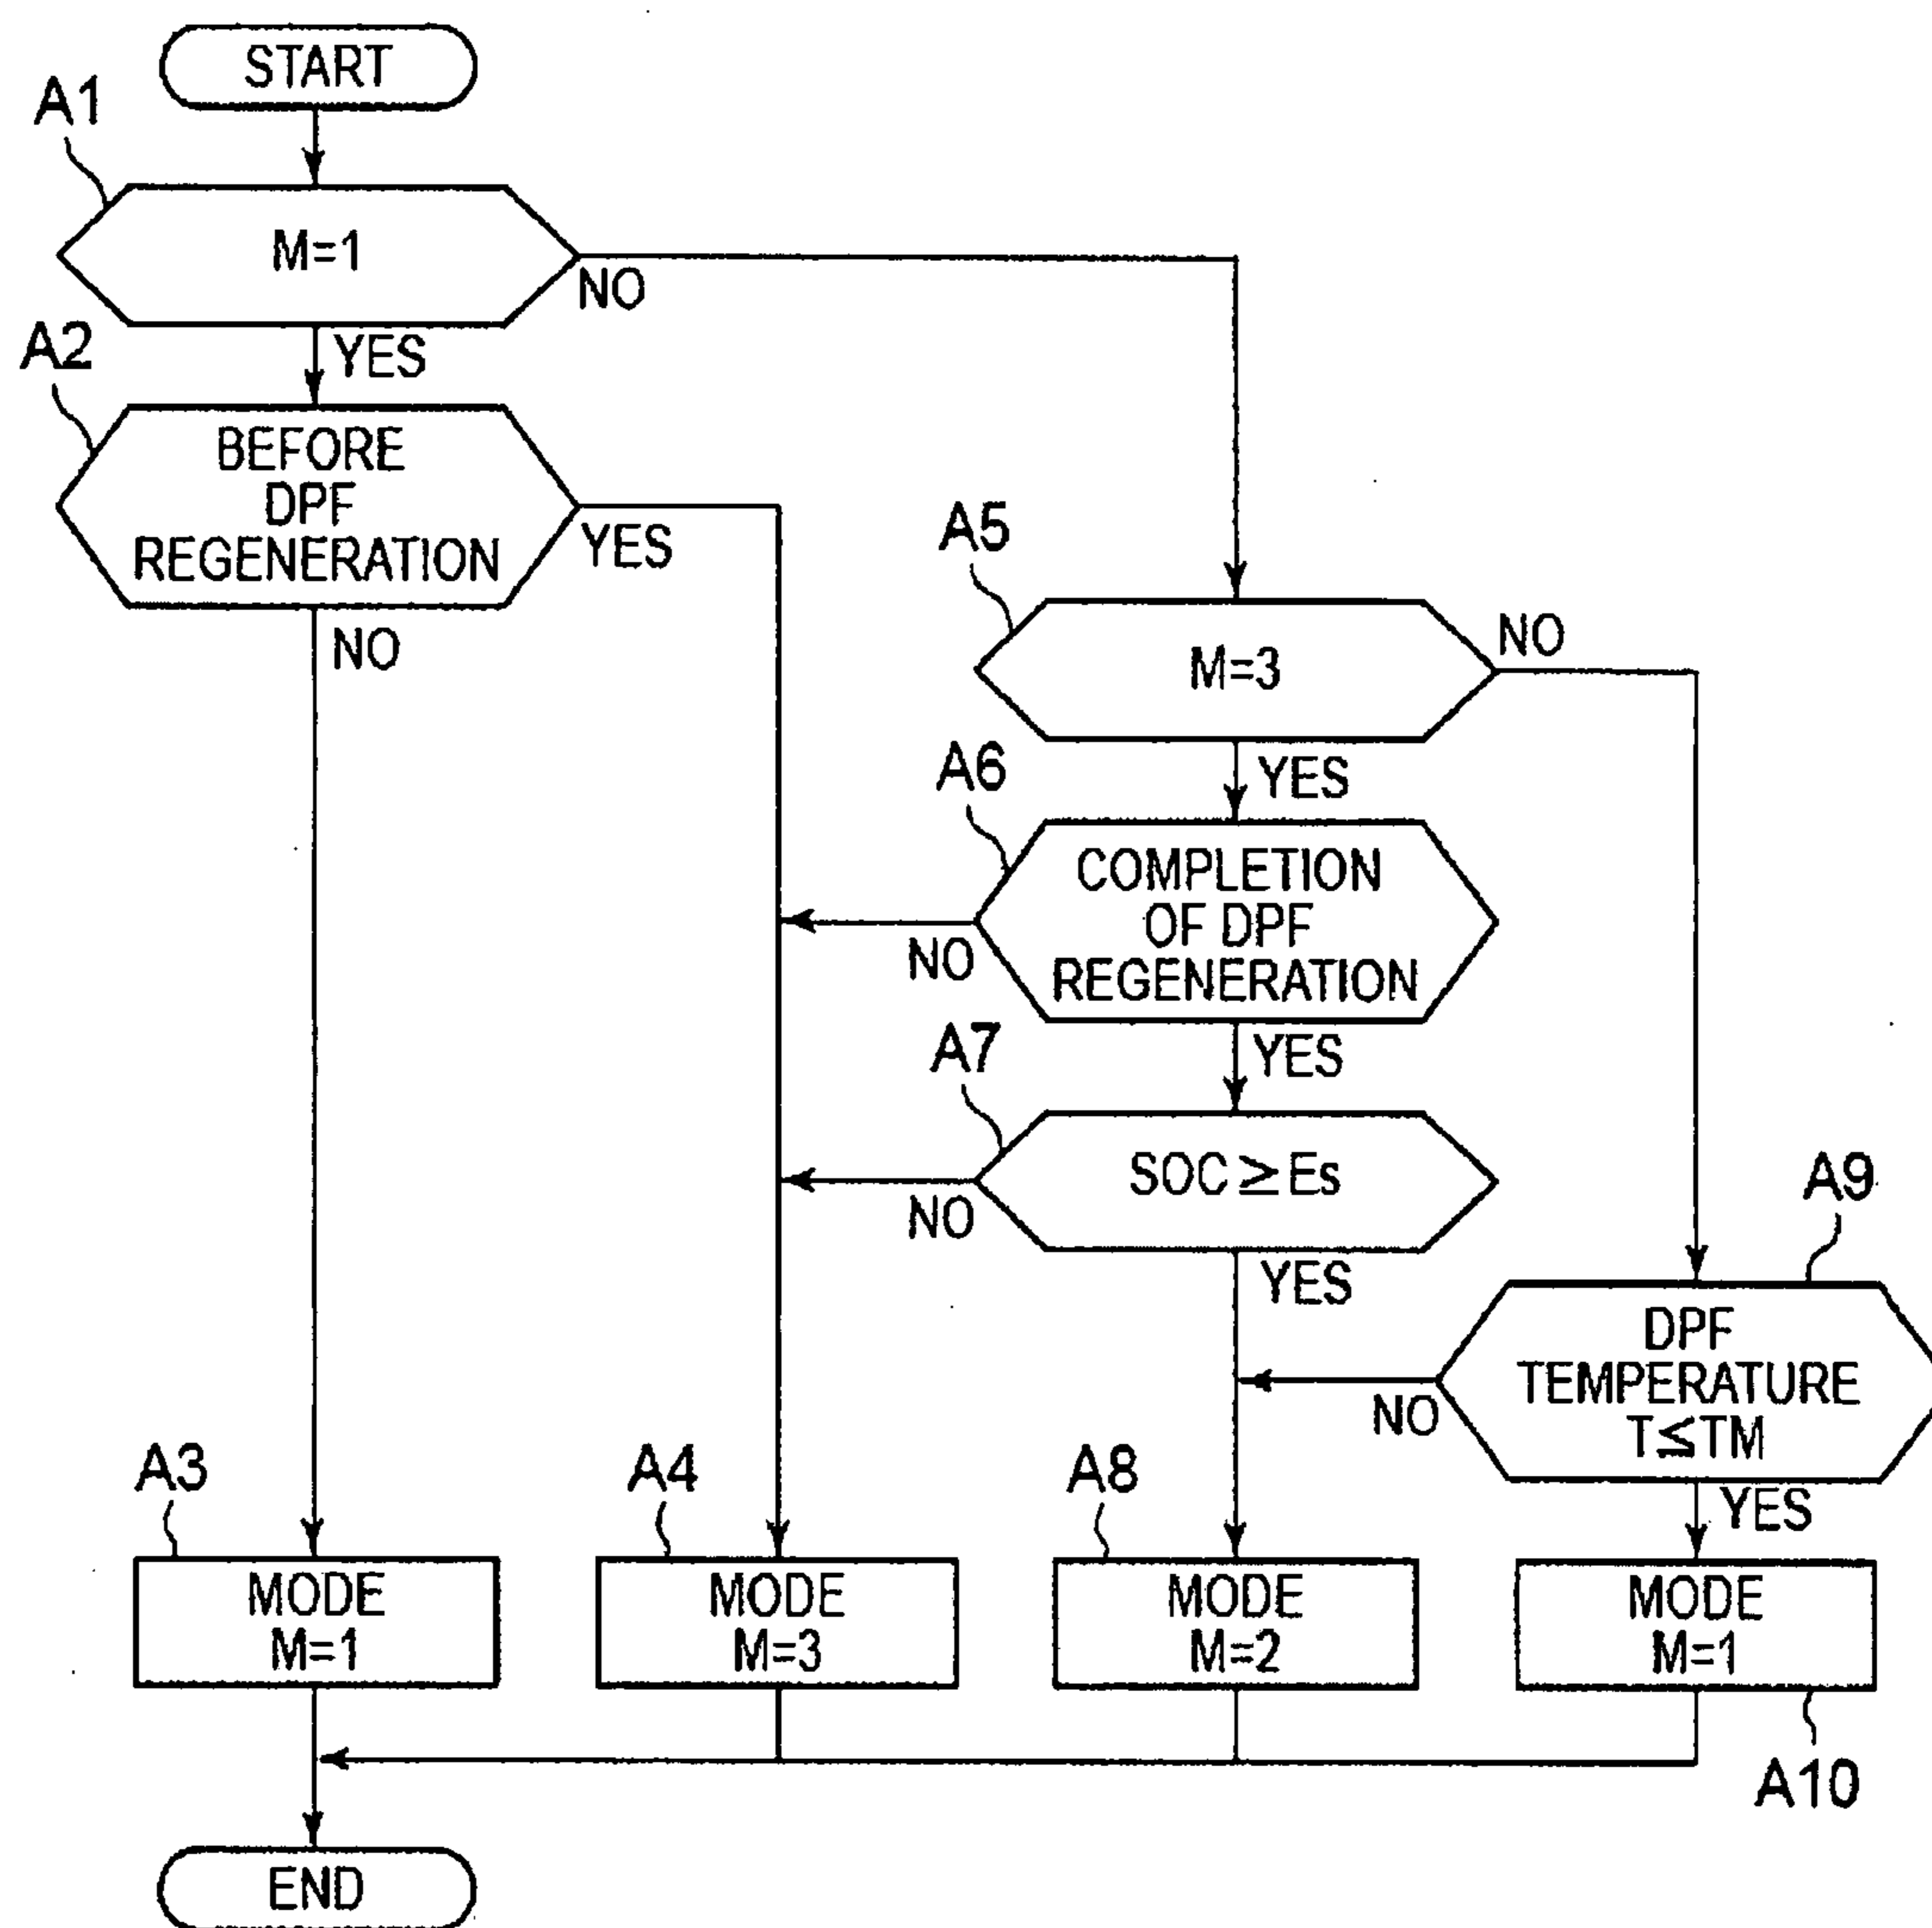 START
A1
M=1
NO
YES
A2
BEFORE
DPF
REGENERATION
YES
NO
A5
M=3
NO
YES
A6
COMPLETION
OF DPF
REGENERATION
NO
YES
A7
SOC≥Es
NO
YES
A9
DPF
TEMPERATURE
T≤TM
NO
YES
A3
MODE
M=1
A4
MODE
M=3
A8
MODE
M=2
MODE
M=1
A10
END